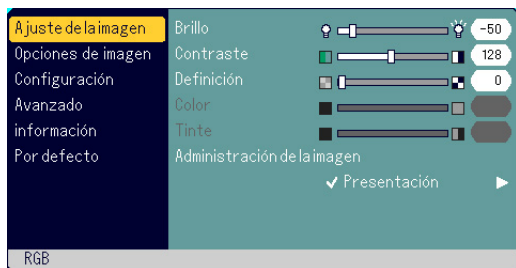 Ajuste de la imagen
Brillo
-50
Opciones de imagen
Contraste
128
Configuración
Definición
0
Avanzado
Color
información
Tinte
Por defecto
Administración de la imagen
✓ Presentación
RGB